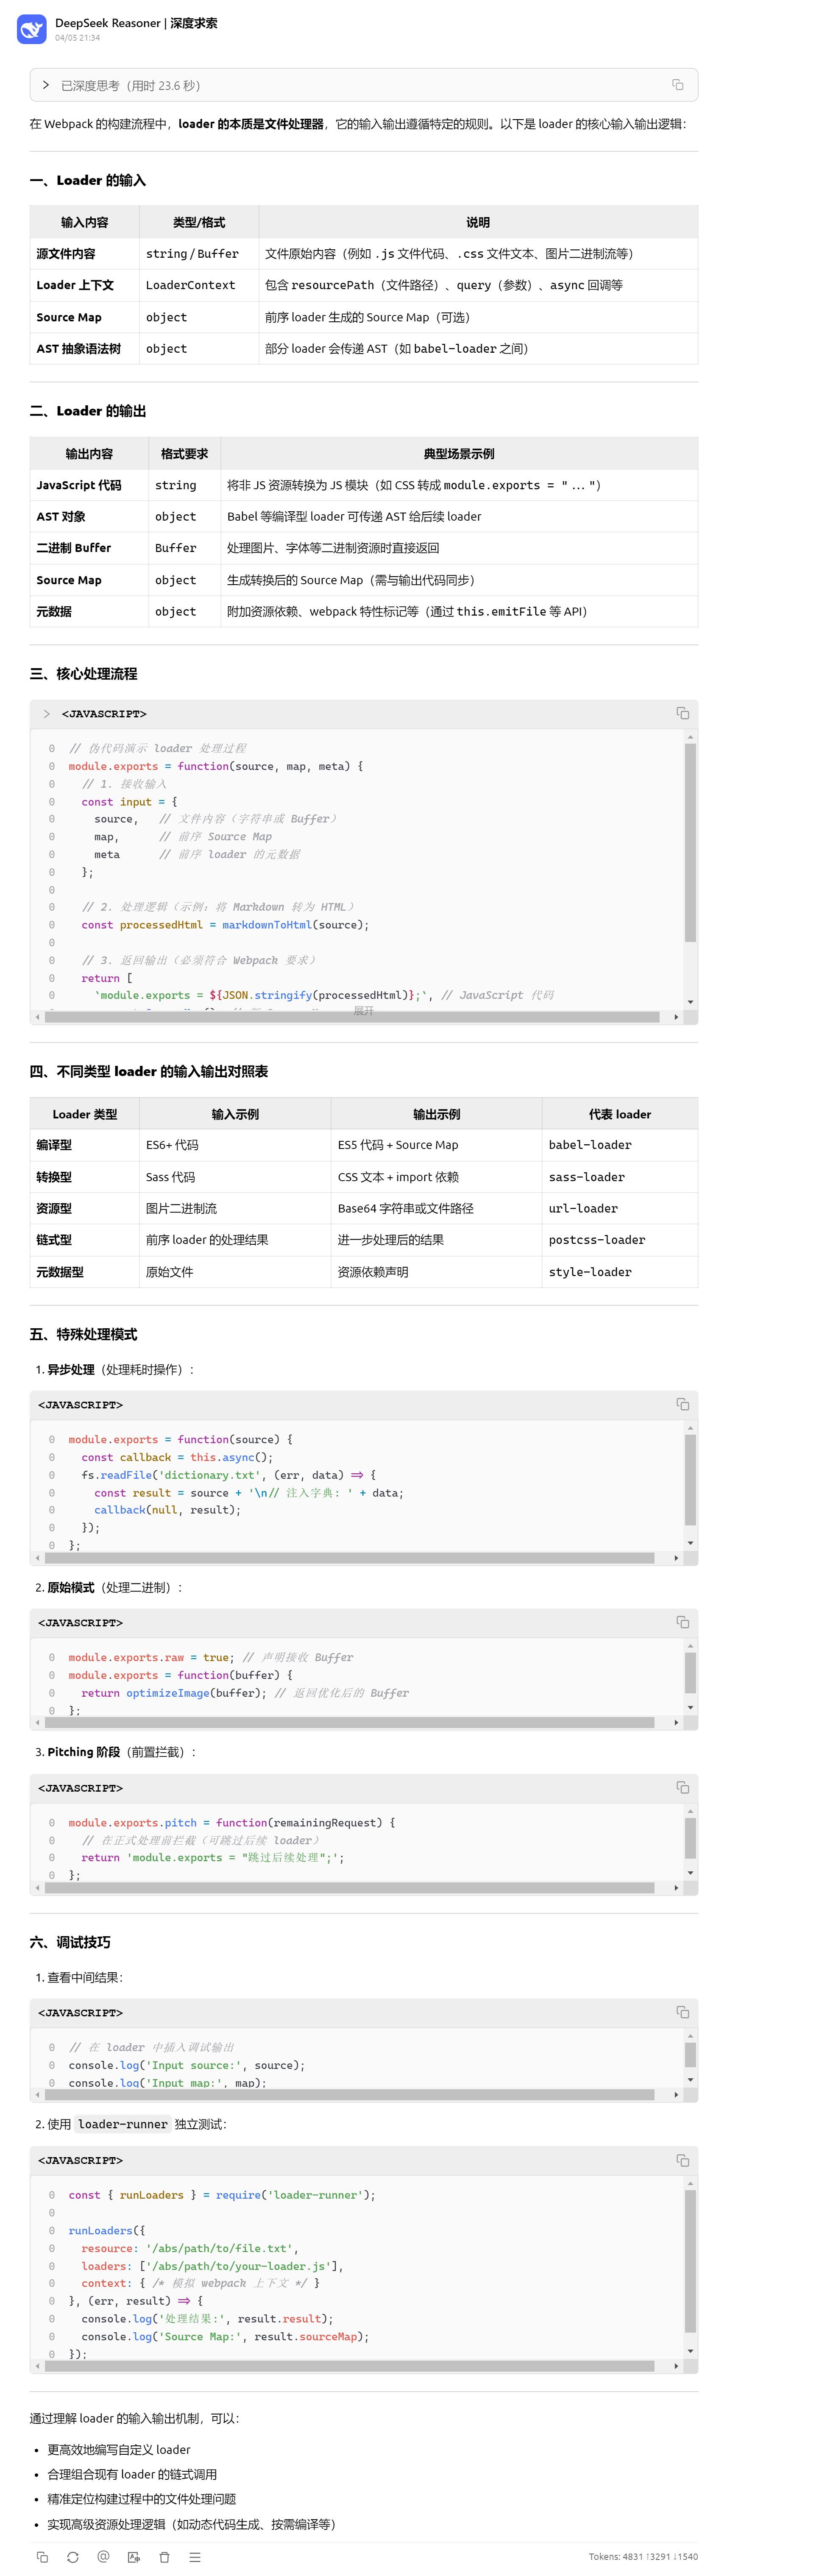 DeepSeek Reasoner | 深度求索
04/05 21:34
已深度思考（用时 23.6 秒）
在 Webpack 的构建流程中，loader 的本质是文件处理器，它的输入输出遵循特定的规则。以下是 loader 的核心输入输出逻辑：
一、Loader 的输入
输入内容 类型/格式 说明
源文件内容 string / Buffer 文件原始内容（例如 .js 文件代码、.css 文件文本、图片二进制流等）
Loader 上下文 LoaderContext 包含 resourcePath（文件路径）、query（参数）、async 回调等
Source Map object 前序 loader 生成的 Source Map（可选）
AST 抽象语法树 object 部分 loader 会传递 AST（如 babel-loader 之间）
二、Loader 的输出
输出内容 格式要求 典型场景示例
JavaScript 代码 string 将非 JS 资源转换为 JS 模块（如 CSS 转成 module.exports = "..."）
AST 对象 object Babel 等编译型 loader 可传递 AST 给后续 loader
二进制 Buffer Buffer 处理图片、字体等二进制资源时直接返回
Source Map object 生成转换后的 Source Map（需与输出代码同步）
元数据 object 附加资源依赖、webpack 特性标记等（通过 this.emitFile 等 API）
三、核心处理流程
<JAVASCRIPT>
0 // 伪代码演示 loader 处理过程
0 module.exports = function(source, map, meta) {
0 // 1. 接收输入
0 const input = {
0 source, // 文件内容（字符串或 Buffer）
0 map, // 前序 Source Map
0 meta // 前序 loader 的元数据
0 };
0
0 // 2. 处理逻辑（示例：将 Markdown 转为 HTML）
0 const processedHtml = markdownToHtml(source);
0
0 // 3. 返回输出（必须符合 Webpack 要求）
0 return [
0 `module.exports = ${JSON.stringify(processedHtml)};`, // JavaScript 代码
展开
四、不同类型 loader 的输入输出对照表
Loader 类型 输入示例 输出示例 代表 loader
编译型 ES6+ 代码 ES5 代码 + Source Map babel-loader
转换型 Sass 代码 CSS 文本 + import 依赖 sass-loader
资源型 图片二进制流 Base64 字符串或文件路径 url-loader
链式型 前序 loader 的处理结果 进一步处理后的结果 postcss-loader
元数据型 原始文件 资源依赖声明 style-loader
五、特殊处理模式
1. 异步处理（处理耗时操作）：
<JAVASCRIPT>
0 module.exports = function(source) {
0 const callback = this.async();
0 fs.readFile('dictionary.txt', (err, data) => {
0 const result = source + '\n// 注入字典: ' + data;
0 callback(null, result);
0 });
0 };
2. 原始模式（处理二进制）：
<JAVASCRIPT>
0 module.exports.raw = true; // 声明接收 Buffer
0 module.exports = function(buffer) {
0 return optimizeImage(buffer); // 返回优化后的 Buffer
0 };
3. Pitching 阶段（前置拦截）：
<JAVASCRIPT>
0 module.exports.pitch = function(remainingRequest) {
0 // 在正式处理前拦截（可跳过后续 loader）
0 return 'module.exports = "跳过后续处理";';
0 };
六、调试技巧
1. 查看中间结果：
<JAVASCRIPT>
0 // 在 loader 中插入调试输出
0 console.log('Input source:', source);
0 console.log('Input map:', map);
2. 使用 loader-runner 独立测试：
<JAVASCRIPT>
0 const { runLoaders } = require('loader-runner');
0
0 runLoaders({
0 resource: '/abs/path/to/file.txt',
0 loaders: ['/abs/path/to/your-loader.js'],
0 context: { /* 模拟 webpack 上下文 */ }
0 }, (err, result) => {
0 console.log('处理结果:', result.result);
0 console.log('Source Map:', result.sourceMap);
0 });
通过理解 loader 的输入输出机制，可以：
• 更高效地编写自定义 loader
• 合理组合现有 loader 的链式调用
• 精准定位构建过程中的文件处理问题
• 实现高级资源处理逻辑（如动态代码生成、按需编译等）
Tokens: 4831 ↑3291 ↓1540